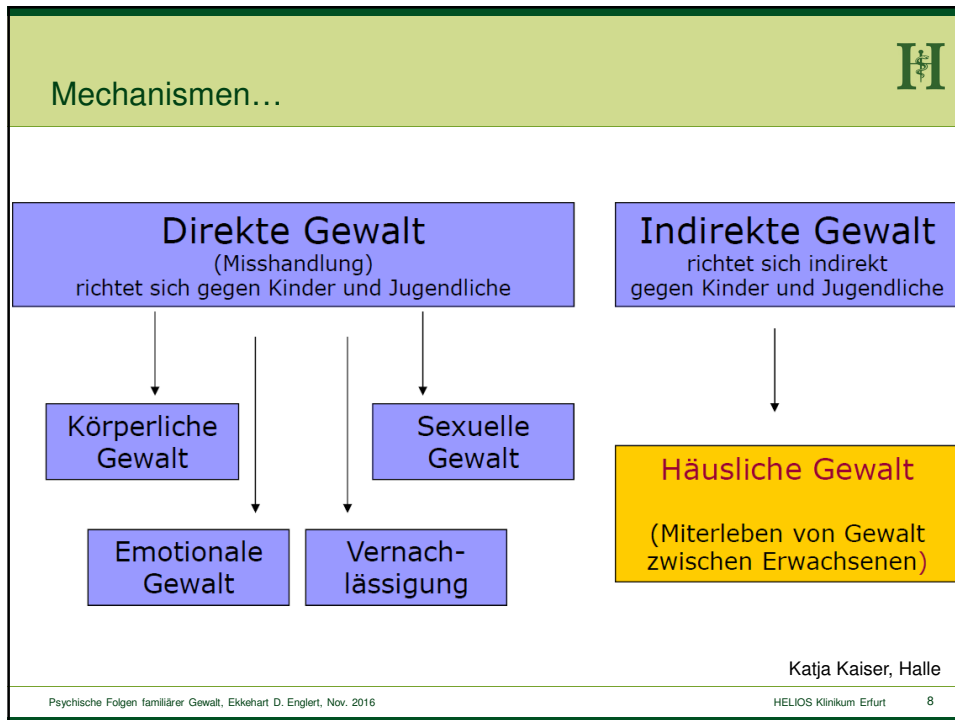 Mechanismen…
Direkte Gewalt
(Misshandlung)
richtet sich gegen Kinder und Jugendliche
Indirekte Gewalt
richtet sich indirekt
gegen Kinder und Jugendliche
Körperliche
Gewalt
Sexuelle
Gewalt
Emotionale
Gewalt
Vernach-
lässigung
Häusliche Gewalt
(Miterleben von Gewalt
zwischen Erwachsenen)
Katja Kaiser, Halle
Psychische Folgen familiärer Gewalt, Ekkehart D. Englert, Nov. 2016
HELIOS Klinikum Erfurt 8